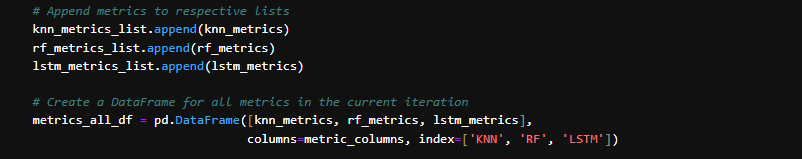 # Append metrics to respective lists
knn_metrics_list.append(knn_metrics)
rf_metrics_list.append(rf_metrics)
lstm_metrics_list.append(lstm_metrics)

# Create a DataFrame for all metrics in the current iteration
metrics_all_df = pd.DataFrame([knn_metrics, rf_metrics, lstm_metrics],
                              columns=metric_columns, index=['KNN', 'RF', 'LSTM'])